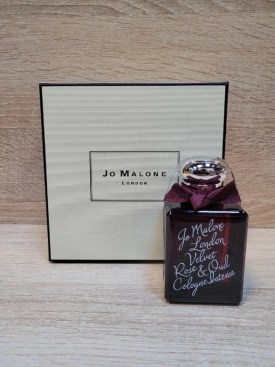 JO MALONE
LONDON
Jo Malone
London
Velvet
Rose & Oud
Cologne Intense